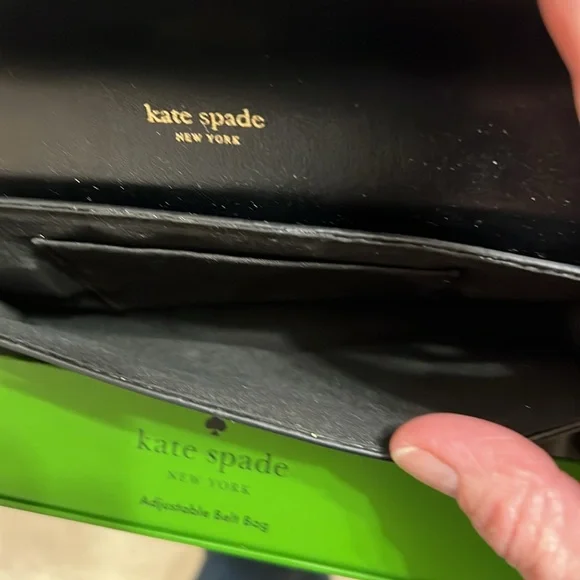 kate spade
NEW YORK
kate spade
NEW YORK
Adjustable Belt Bag